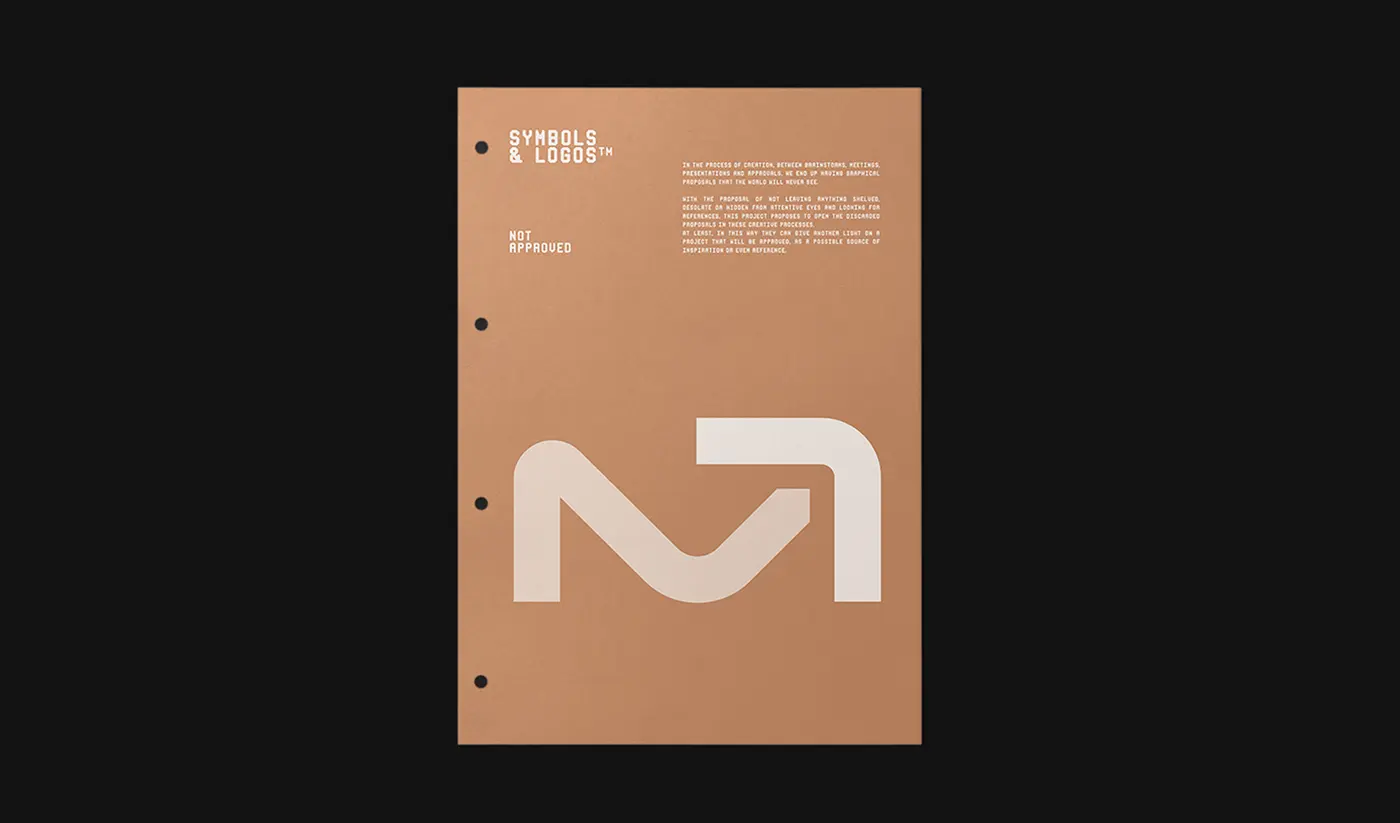 SYMBOLS
& LOGOS™
NOT
APPROVED
IN THE PROCESS OF CREATION, BETWEEN BRAINSTORMS, MEETINGS,
PRESENTATIONS AND APPROVALS, WE END UP HAVING GRAPHICAL
PROPOSALS THAT THE WORLD WILL NEVER SEE.
WITH THE PROPOSAL OF NOT LEAVING ANYTHING SHELVED,
DESOLATE OR HIDDEN FROM ATTENTIVE EYES AND LOOKING FOR
REFERENCES, THIS PROJECT PROPOSES TO OPEN THE DISCARDED
PROPOSALS IN THESE CREATIVE PROCESSES.
AT LEAST, IN THIS WAY THEY CAN GIVE ANOTHER LIGHT ON A
PROJECT THAT WILL BE APPROVED, AS A POSSIBLE SOURCE OF
INSPIRATION OR EVEN REFERENCE.